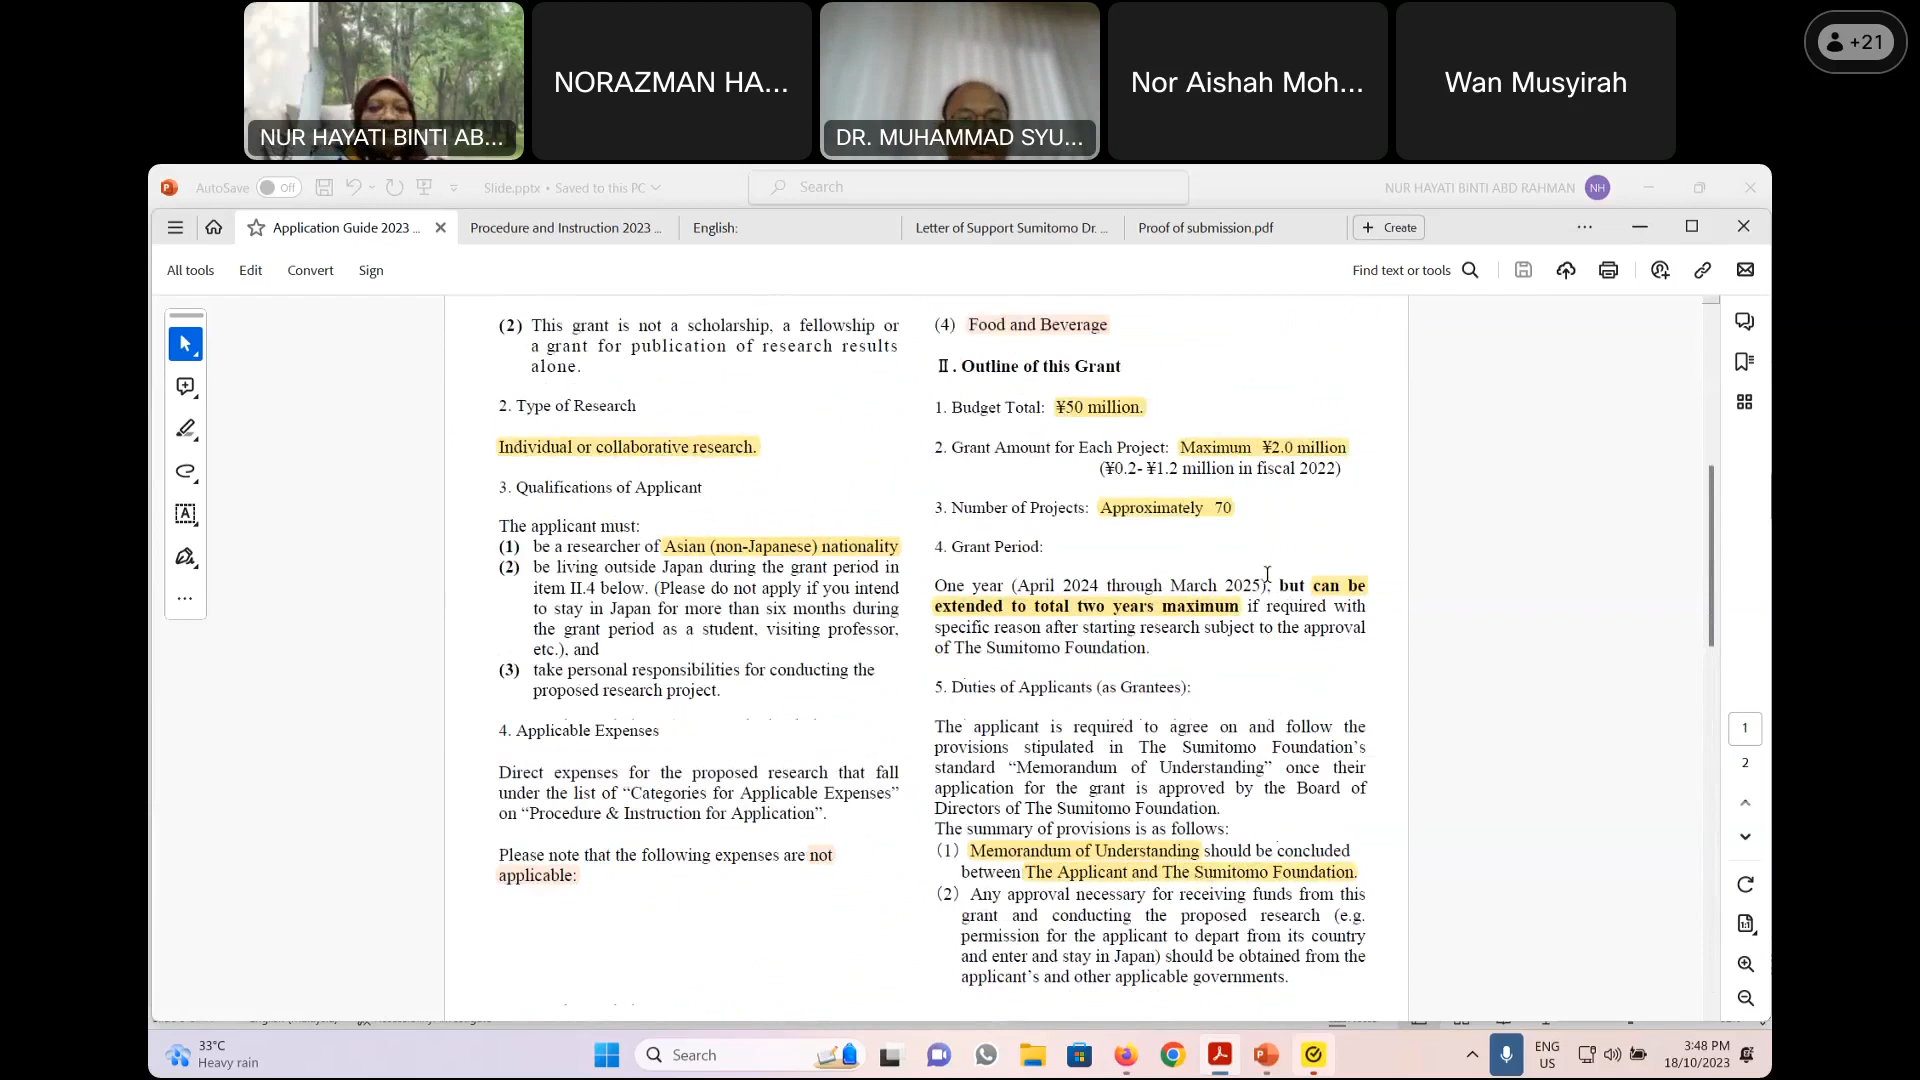 NUR HAYATI BINTI AB...
NORAZMAN HA...
DR. MUHAMMAD SYU...
Nor Aishah Moh...
Wan Musyirah
+21
AutoSave Off
Slide.pptx • Saved to this PC
Search
NUR HAYATI BINTI ABD RAHMAN NH
Application Guide 2023 ...
Procedure and Instruction 2023 ...
English:
Letter of Support Sumitomo Dr. ...
Proof of submission.pdf
+ Create
All tools
Edit
Convert
Sign
Find text or tools
(2) This grant is not a scholarship, a fellowship or
a grant for publication of research results
alone.
2. Type of Research
Individual or collaborative research.
3. Qualifications of Applicant
The applicant must:
(1) be a researcher of Asian (non-Japanese) nationality
(2) be living outside Japan during the grant period in
item II.4 below. (Please do not apply if you intend
to stay in Japan for more than six months during
the grant period as a student, visiting professor,
etc.), and
(3) take personal responsibilities for conducting the
proposed research project.
4. Applicable Expenses
Direct expenses for the proposed research that fall
under the list of “Categories for Applicable Expenses”
on “Procedure & Instruction for Application”.
Please note that the following expenses are not
applicable:
(4) Food and Beverage
Ⅱ. Outline of this Grant
1. Budget Total: ¥50 million.
2. Grant Amount for Each Project: Maximum ¥2.0 million
(¥0.2- ¥1.2 million in fiscal 2022)
3. Number of Projects: Approximately 70
4. Grant Period:
One year (April 2024 through March 2025), but can be
extended to total two years maximum if required with
specific reason after starting research subject to the approval
of The Sumitomo Foundation.
5. Duties of Applicants (as Grantees):
The applicant is required to agree on and follow the
provisions stipulated in The Sumitomo Foundation’s
standard “Memorandum of Understanding” once their
application for the grant is approved by the Board of
Directors of The Sumitomo Foundation.
The summary of provisions is as follows:
(1) Memorandum of Understanding should be concluded
between The Applicant and The Sumitomo Foundation.
(2) Any approval necessary for receiving funds from this
grant and conducting the proposed research (e.g.
permission for the applicant to depart from its country
and enter and stay in Japan) should be obtained from the
applicant’s and other applicable governments.
1
2
33°C
Heavy rain
Search
ENG
US
3:48 PM
18/10/2023